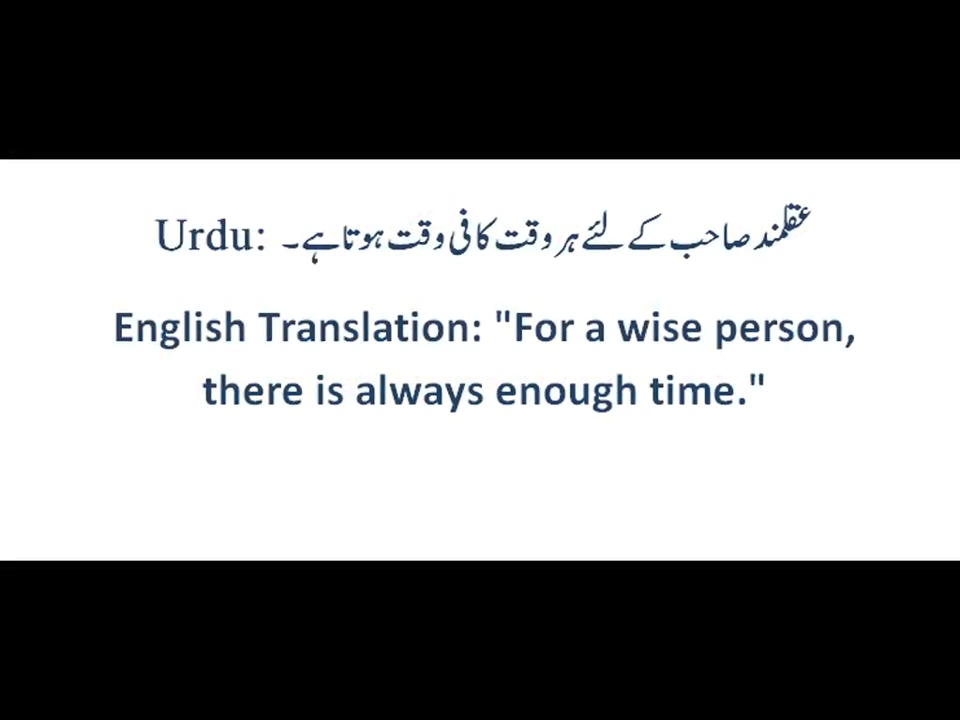 Urdu: عقلمند صاحب کے لئے ہر وقت کافی وقت ہوتا ہے۔
English Translation: "For a wise person,
there is always enough time."